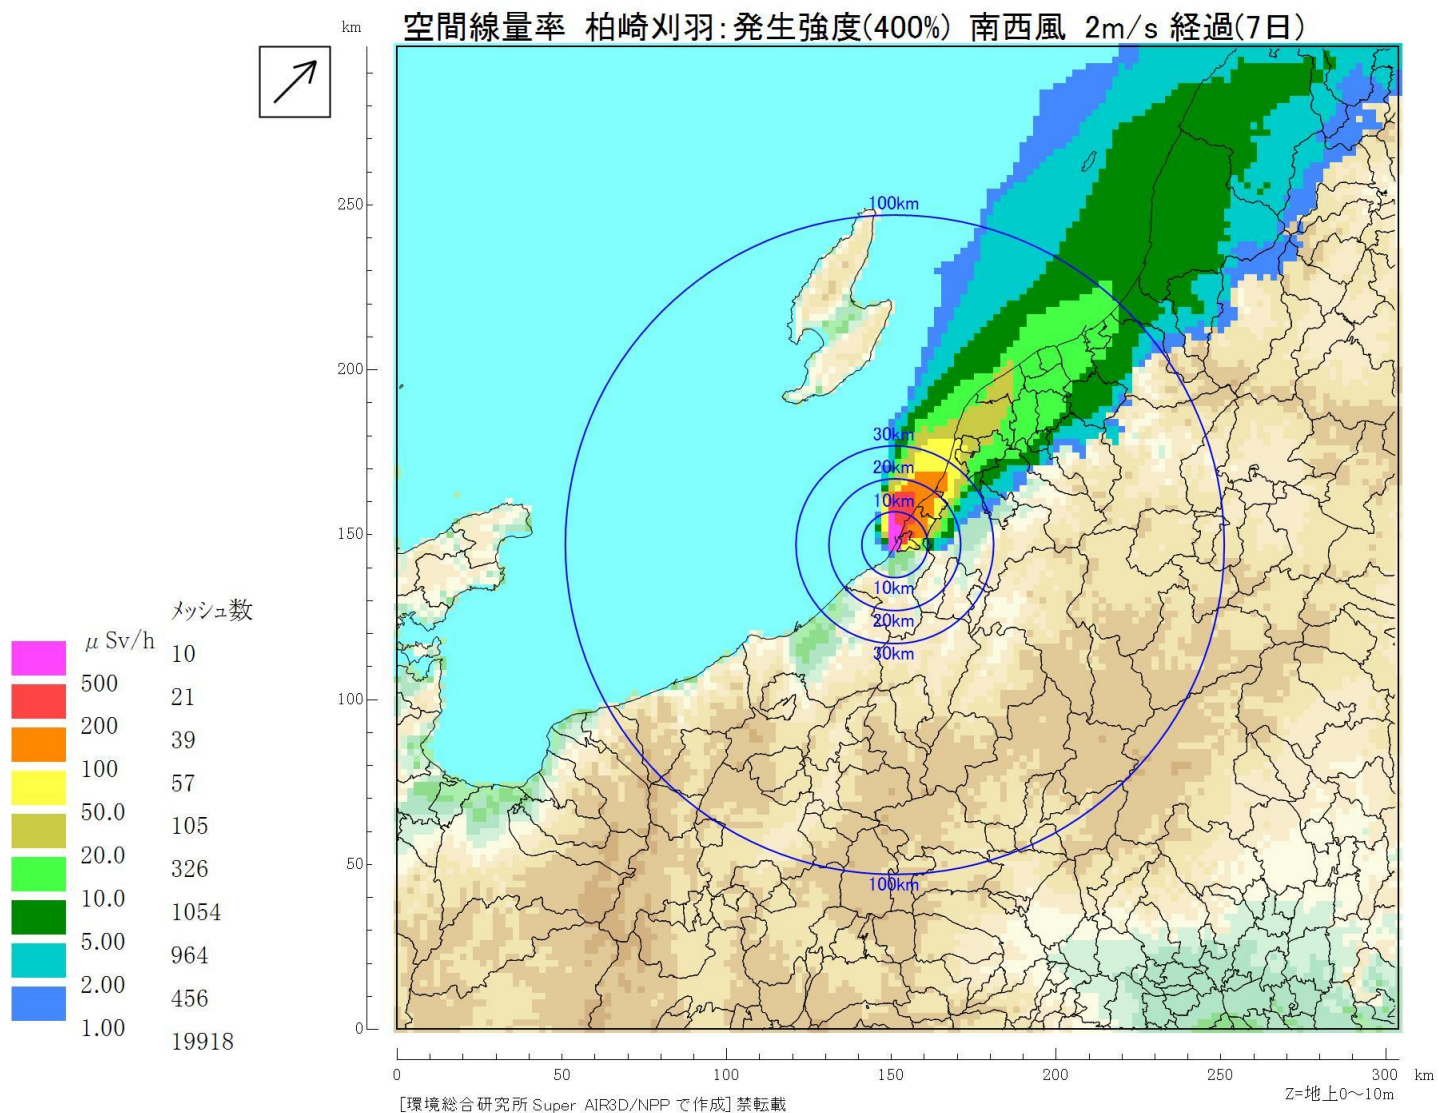 空間線量率 柏崎刈羽:発生強度(400%) 南西風 2m/s 経過(7日)
km
250
200
150
100
50
0
100km
30km
20km
10km
10km
20km
30km
100km
メッシュ数
μ Sv/h
10
500
21
200
39
100
57
50.0
105
20.0
326
10.0
1054
5.00
964
2.00
456
1.00
19918
0 50 100 150 200 250 300 km
Z=地上0～10m
[環境総合研究所 Super AIR3D/NPP で作成] 禁転載